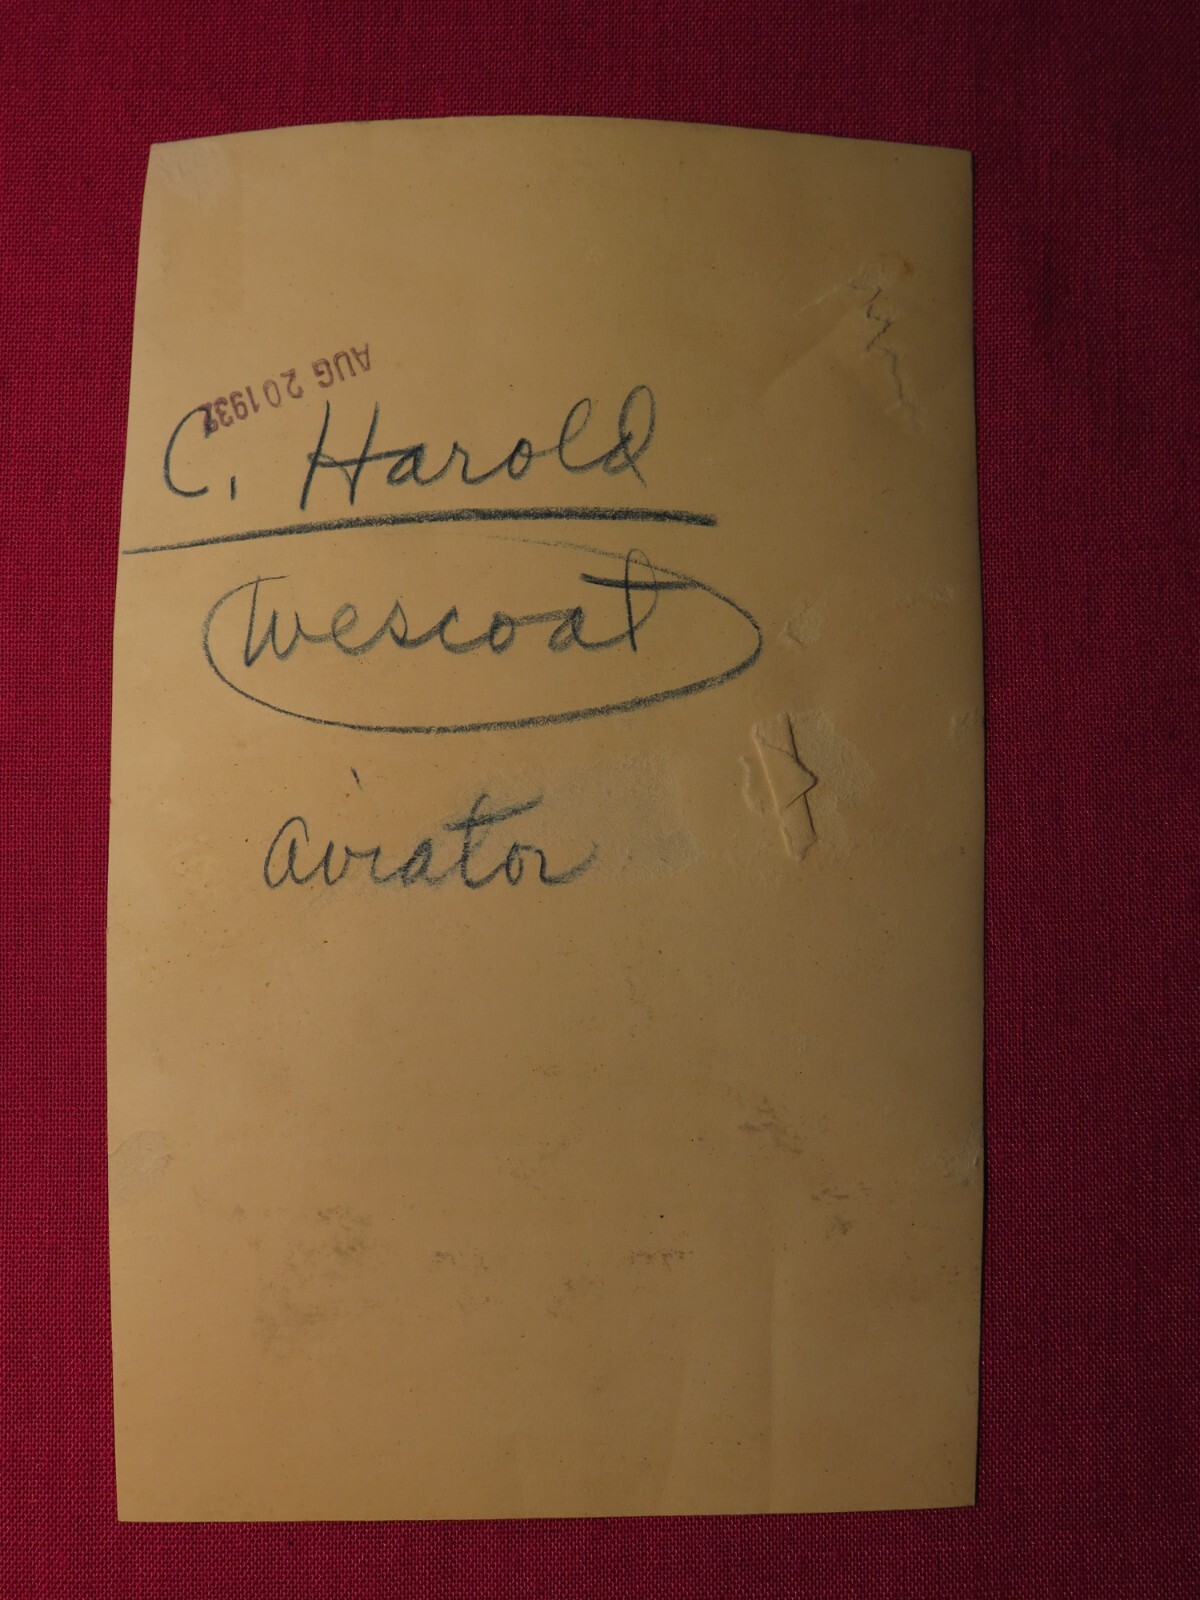 AUG 20 1932
C. Harold
Wescoat
aviator